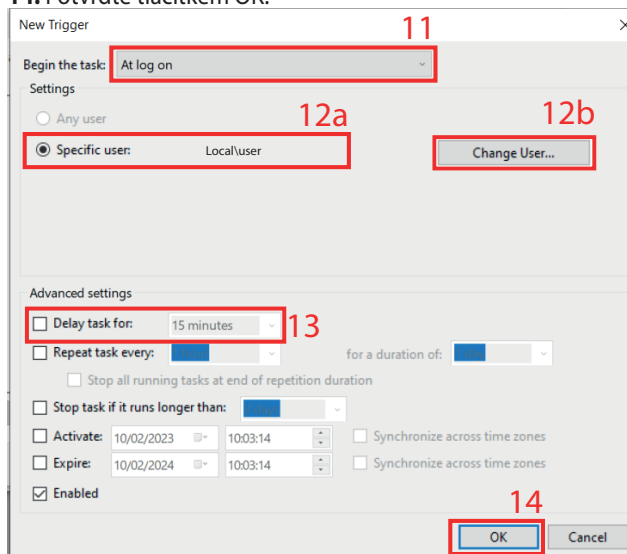 14. Potvrďte tlačítkem OK.
New Trigger
11
Begin the task: At log on
Settings
12a
12b
Any user
Specific user: Local\user
Change User...
Advanced settings
Delay task for: 15 minutes
13
Repeat task every: for a duration of:
Stop all running tasks at end of repetition duration
Stop task if it runs longer than:
Activate: 10/02/2023 10:03:14 Synchronize across time zones
Expire: 10/02/2024 10:03:14 Synchronize across time zones
Enabled
14
OK Cancel